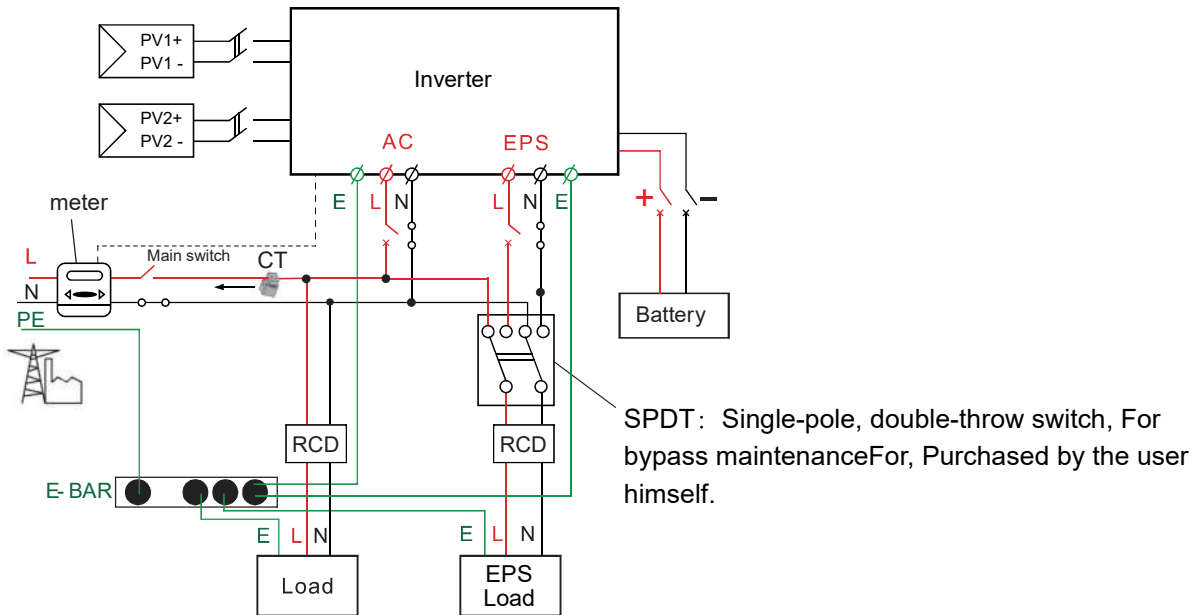 PV1+
PV1 -
PV2+
PV2 -
Inverter
AC
EPS
E
L
N
L
N
E
+
−
meter
L
Main switch
CT
N
PE
Battery
SPDT： Single-pole, double-throw switch, For
bypass maintenanceFor, Purchased by the user
himself.
RCD
RCD
E- BAR
E
L
N
E
L
N
Load
EPS
Load